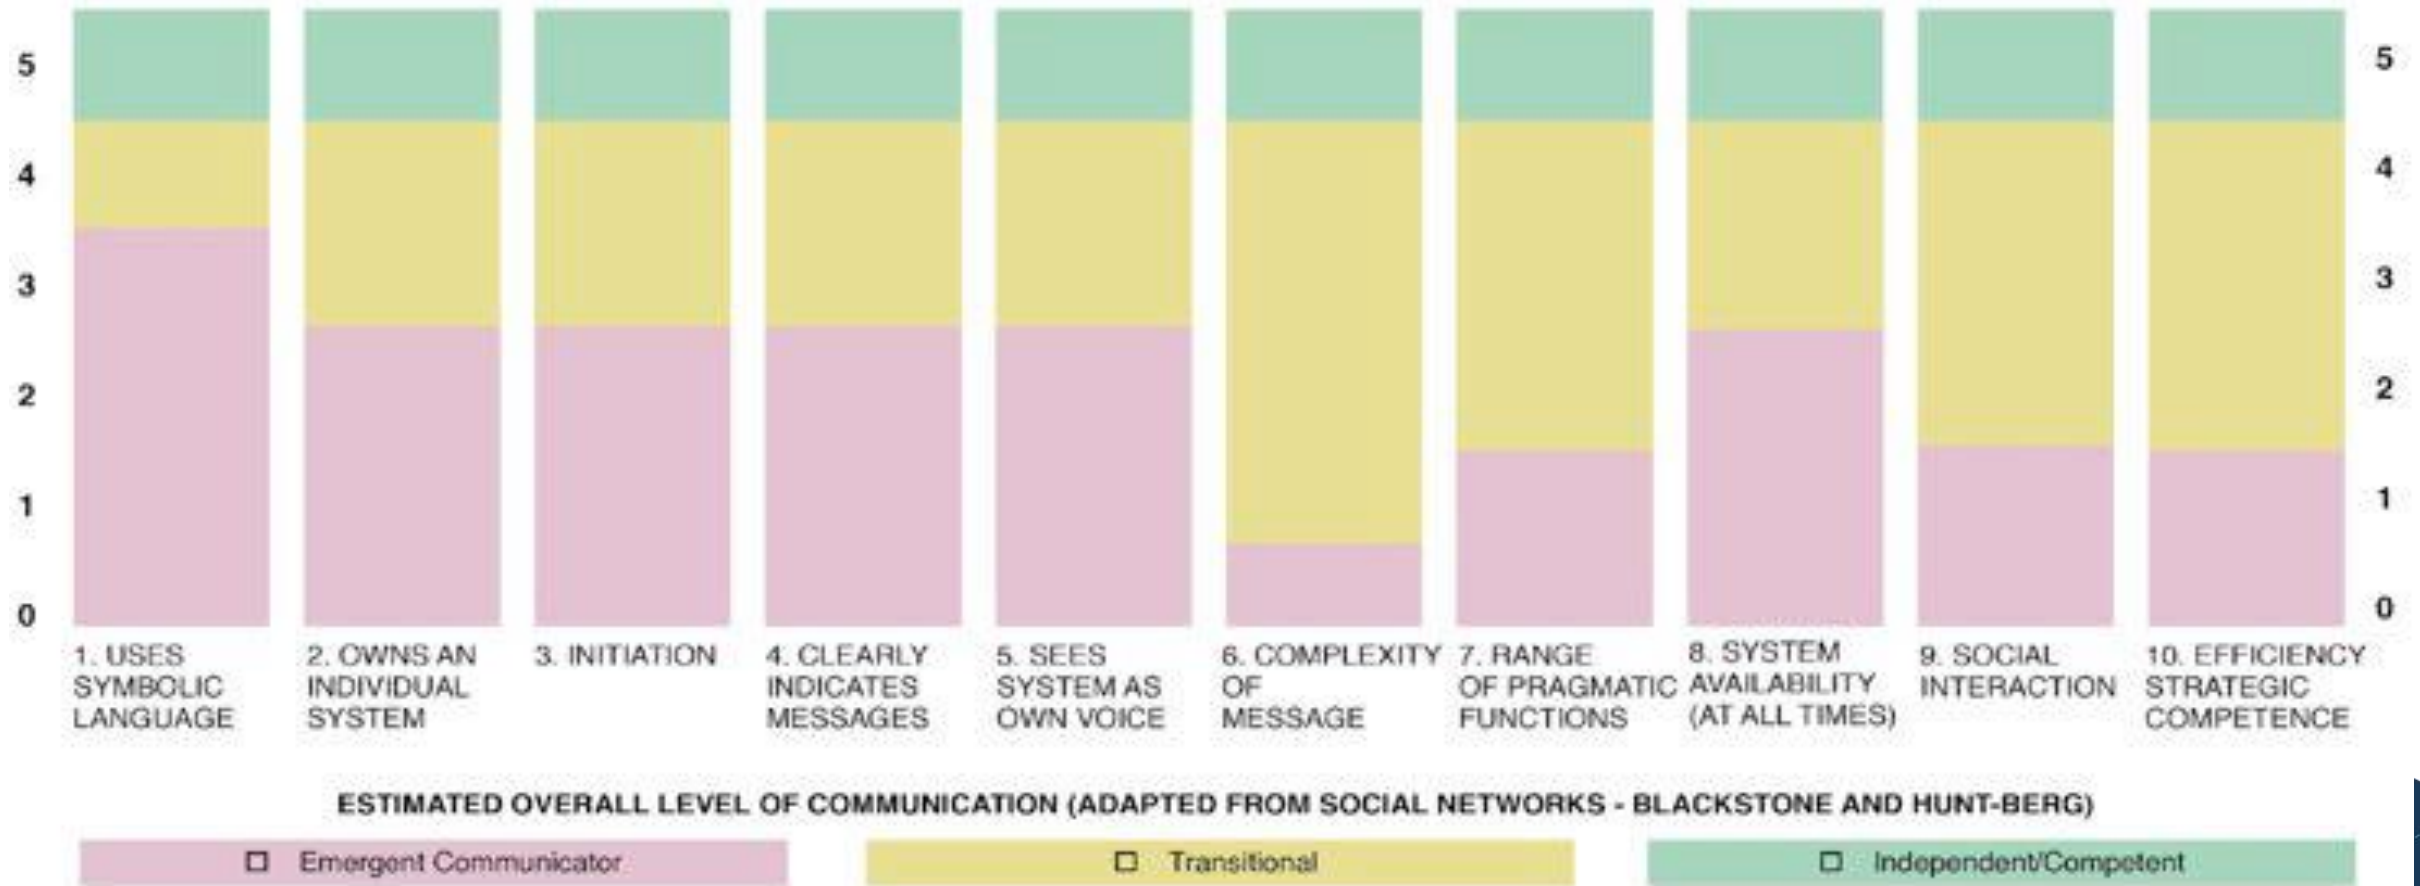 5
4
3
2
1
0
5
4
3
2
1
0
1. USES
SYMBOLIC
LANGUAGE
2. OWNS AN
INDIVIDUAL
SYSTEM
3. INITIATION
4. CLEARLY
INDICATES
MESSAGES
5. SEES
SYSTEM AS
OWN VOICE
6. COMPLEXITY
OF
MESSAGE
7. RANGE
OF PRAGMATIC
FUNCTIONS
8. SYSTEM
AVAILABILITY
(AT ALL TIMES)
9. SOCIAL
INTERACTION
10. EFFICIENCY
STRATEGIC
COMPETENCE
ESTIMATED OVERALL LEVEL OF COMMUNICATION (ADAPTED FROM SOCIAL NETWORKS - BLACKSTONE AND HUNT-BERG)
☐ Emergent Communicator
☐ Transitional
☐ Independent/Competent